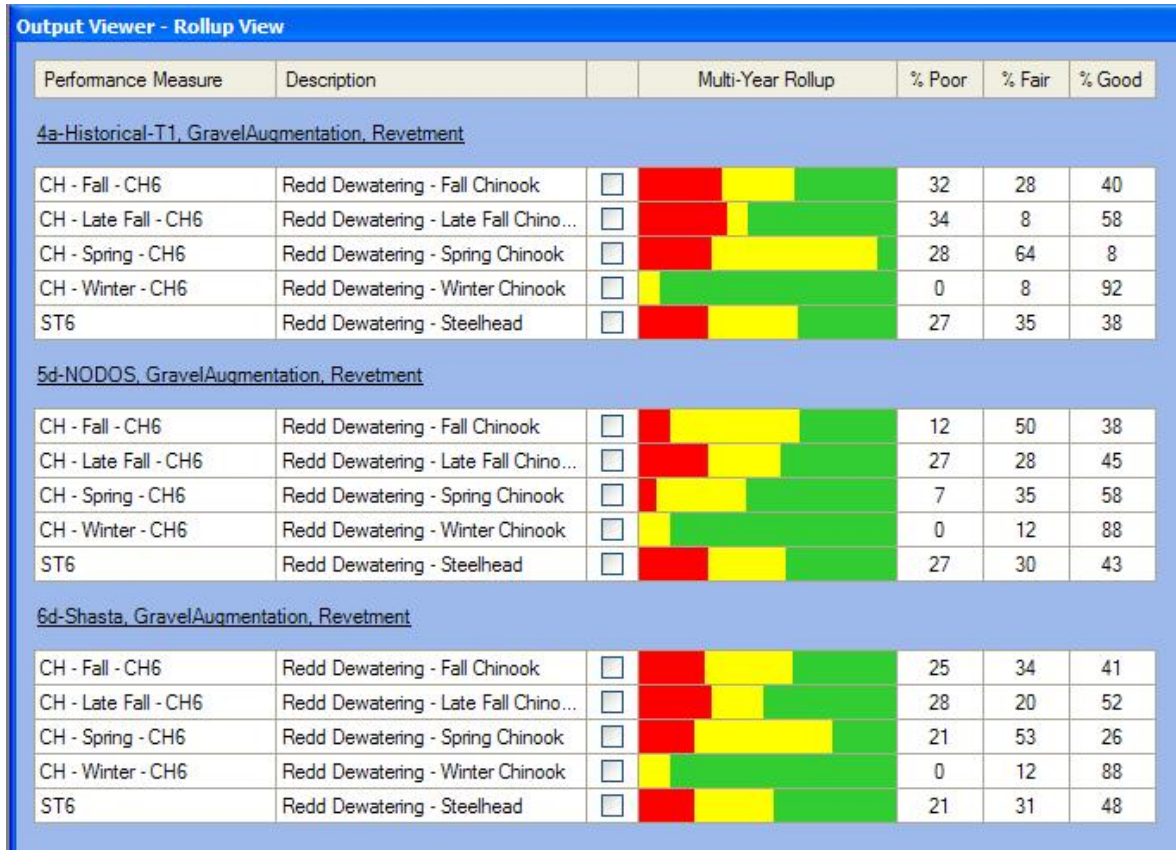 Output Viewer - Rollup View
Performance Measure Description Multi-Year Rollup % Poor % Fair % Good
4a-Historical-T1, GravelAugmentation, Revetment
CH - Fall - CH6 Redd Dewatering - Fall Chinook 32 28 40
CH - Late Fall - CH6 Redd Dewatering - Late Fall Chino... 34 8 58
CH - Spring - CH6 Redd Dewatering - Spring Chinook 28 64 8
CH - Winter - CH6 Redd Dewatering - Winter Chinook 0 8 92
ST6 Redd Dewatering - Steelhead 27 35 38
5d-NODOS, GravelAugmentation, Revetment
CH - Fall - CH6 Redd Dewatering - Fall Chinook 12 50 38
CH - Late Fall - CH6 Redd Dewatering - Late Fall Chino... 27 28 45
CH - Spring - CH6 Redd Dewatering - Spring Chinook 7 35 58
CH - Winter - CH6 Redd Dewatering - Winter Chinook 0 12 88
ST6 Redd Dewatering - Steelhead 27 30 43
6d-Shasta, GravelAugmentation, Revetment
CH - Fall - CH6 Redd Dewatering - Fall Chinook 25 34 41
CH - Late Fall - CH6 Redd Dewatering - Late Fall Chino... 28 20 52
CH - Spring - CH6 Redd Dewatering - Spring Chinook 21 53 26
CH - Winter - CH6 Redd Dewatering - Winter Chinook 0 12 88
ST6 Redd Dewatering - Steelhead 21 31 48